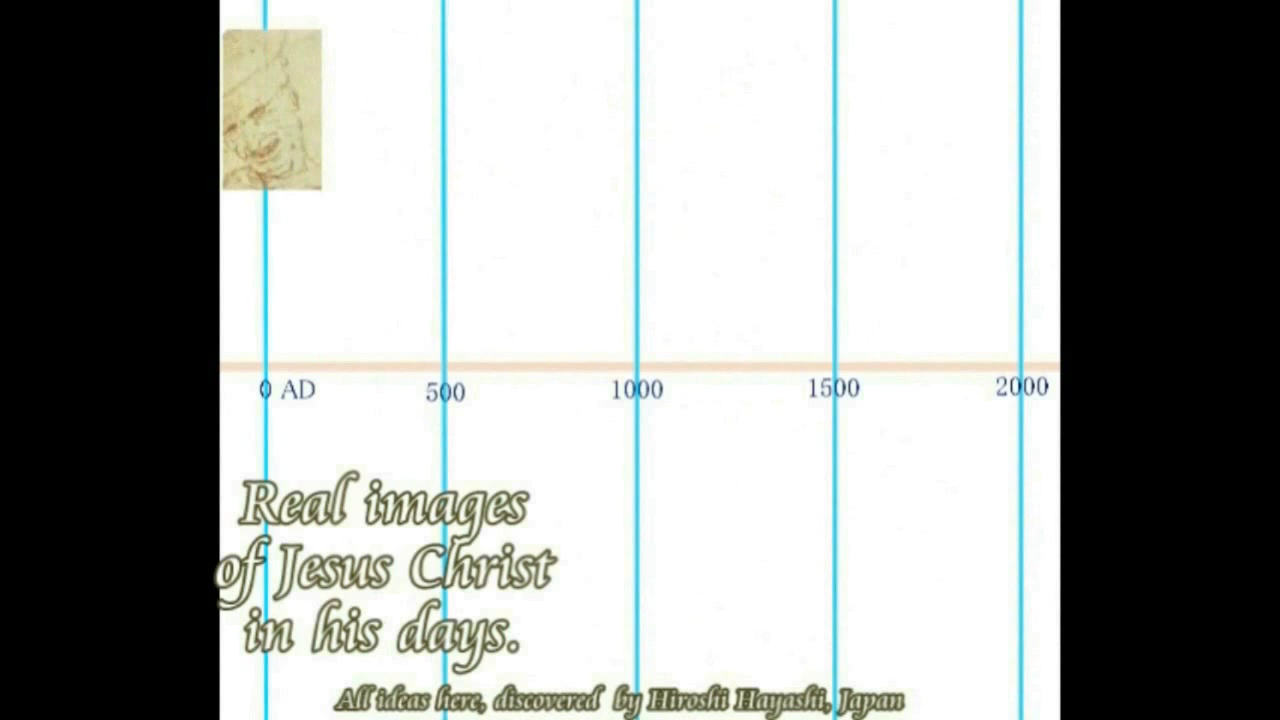 0 AD 500 1000 1500 2000
Real images
of Jesus Christ
in his days.
All ideas here, discovered by Hiroshi Hayashi, Japan